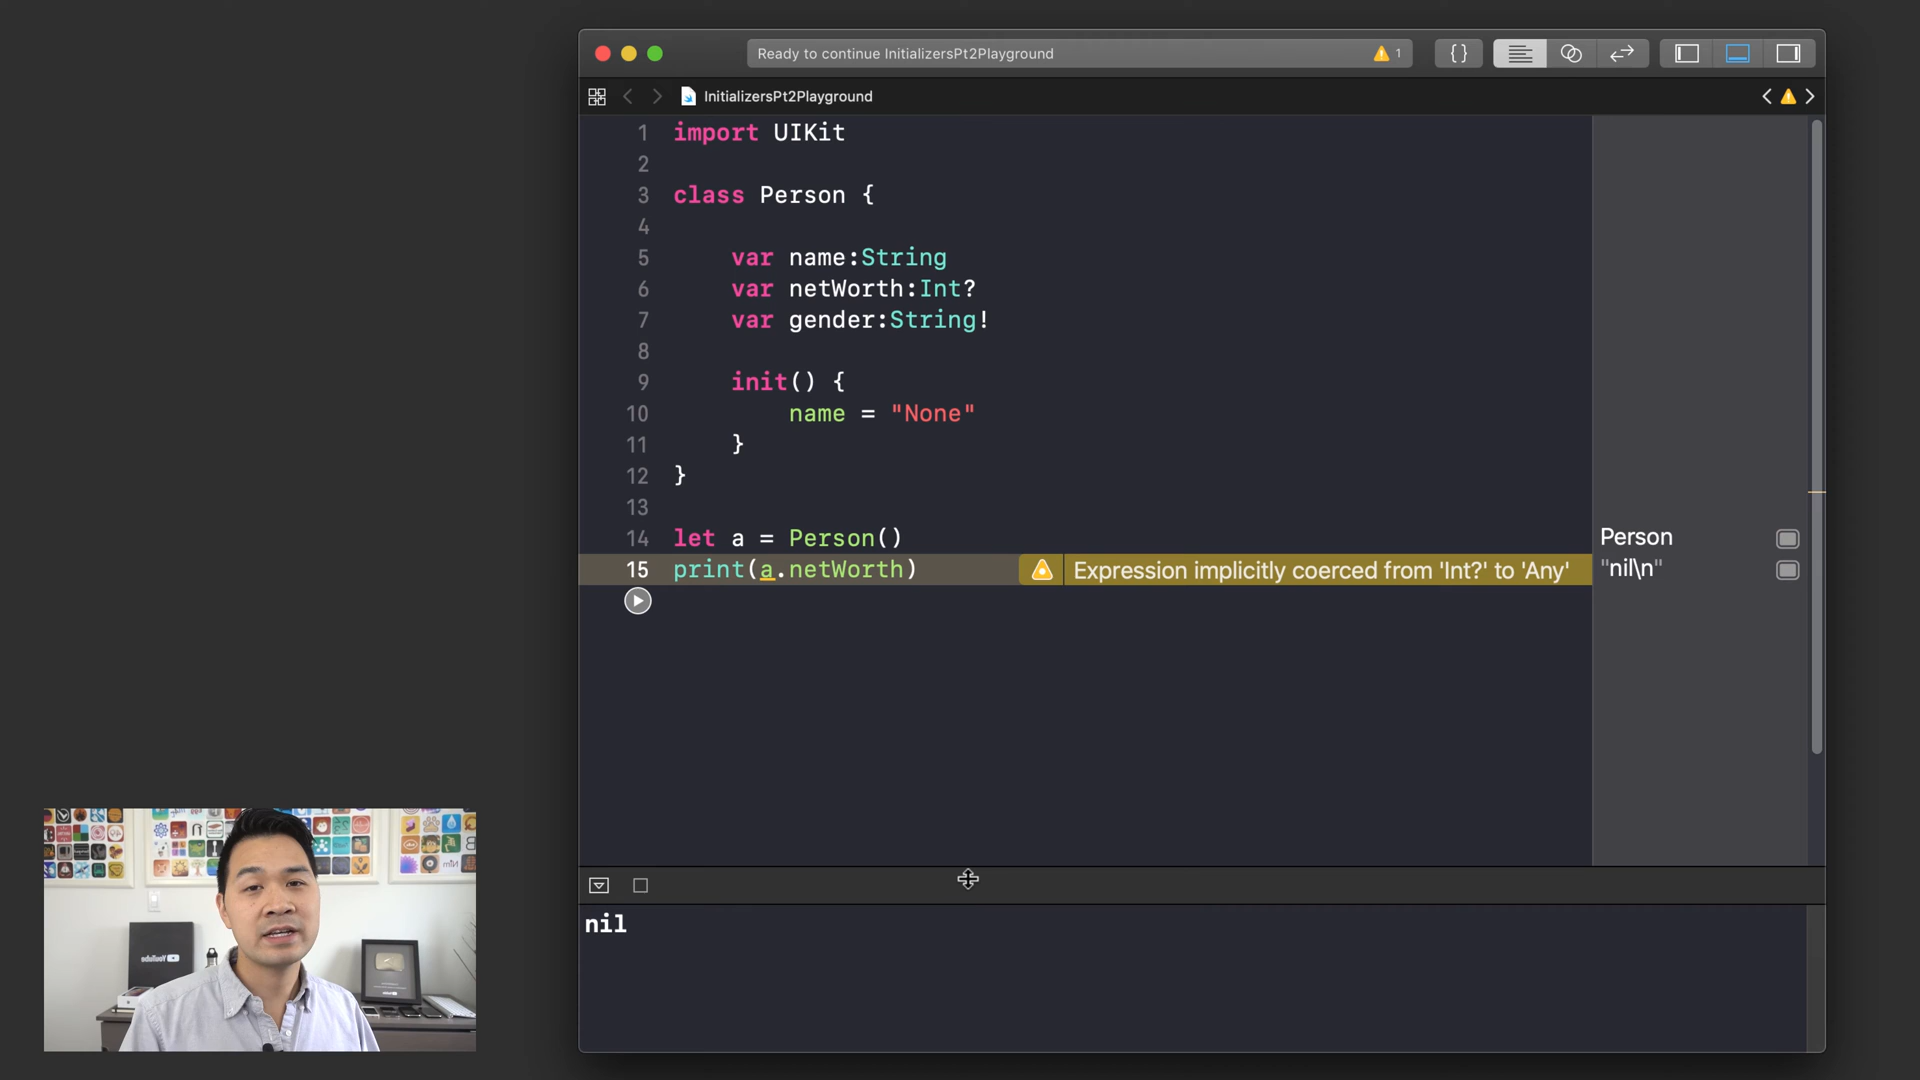 Ready to continue InitializersPt2Playground
1
{}
InitializersPt2Playground
1 import UIKit
2
3 class Person {
4
5 var name:String
6 var netWorth:Int?
7 var gender:String!
8
9 init() {
10 name = "None"
11 }
12 }
13
14 let a = Person()
Person
15 print(a.netWorth)
Expression implicitly coerced from 'Int?' to 'Any'
"nil\n"
nil
YouTube